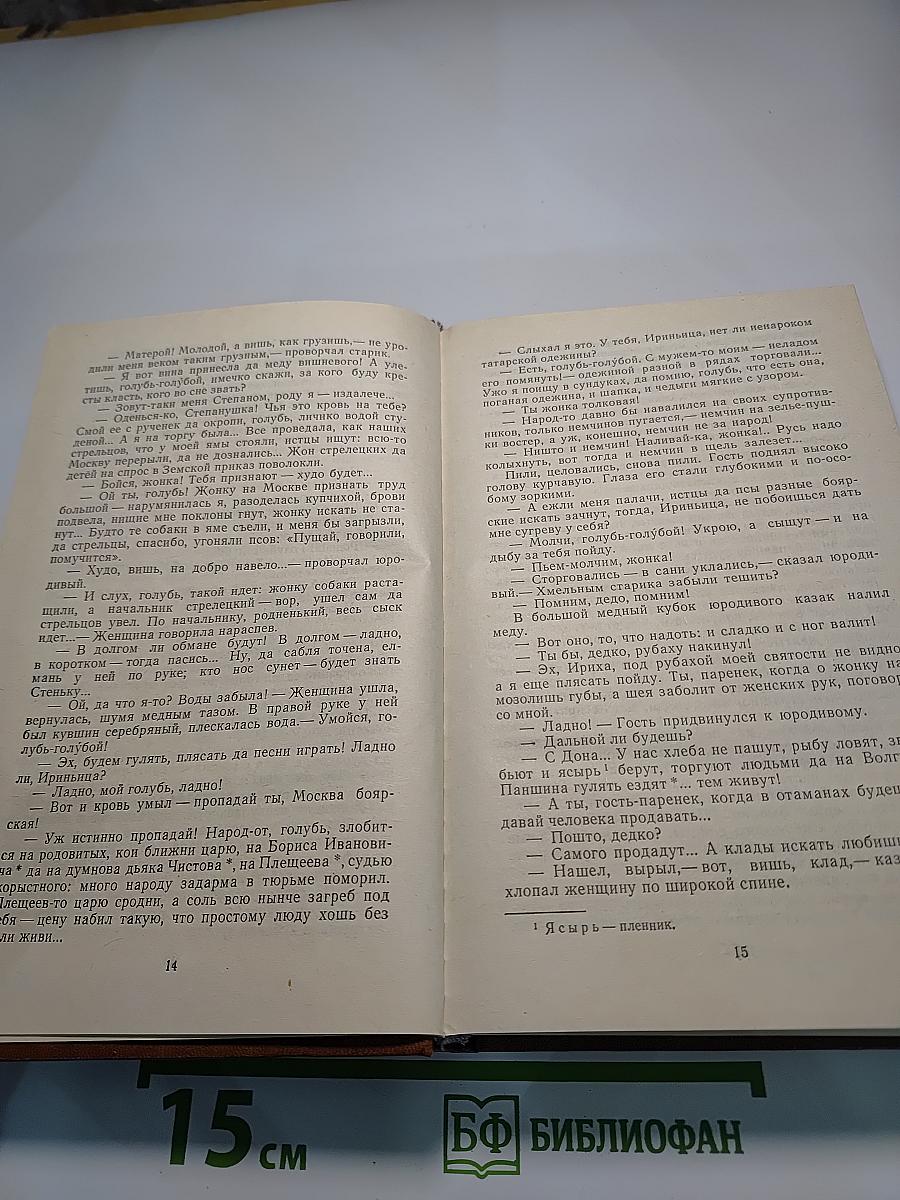 — Матерой! Молодой, а вишь, как грузишь,— не уро-
дили меня веком таким грузным,— проворчал старик.
— Я вот вина принесла да меду вишневого! А уле-
тишь, голубь-голубой, имечко скажи, за кого буду кре-
сты класть, кого во сне звать?
— Зовут-таки меня Степаном, роду я — издалече...
— Оденься-ко, Степанушка! Чья это кровь на тебе?
Смой ее с рученек да окропи, голубь, личико водой сту-
деной... А я на торгу была... Все проведала, как наших
стрельцов, что у моей ямы стояли, истцы ищут: всю-то
Москву перерыли, да не дознались... Жон стрелецких да
детей на спрос в Земской приказ поволокли.
— Бойся, жонка! Тебя признают — худо будет...
— Ой ты, голубь! Жонку на Москве признать труд
большой — нарумянилась я, разоделась купчихой, брови
подвела, нищие мне поклоны гнут, жонку искать не ста-
нут... Будто те собаки в яме съели, и меня бы загрызли,
да стрельцы, спасибо, угоняли псов: «Пущай, говорили,
помучится».
— Худо, вишь, на добро навело...— проворчал юро-
дивый.
— И слух, голубь, такой идет: жонку собаки раста-
щили, а начальник стрелецкий — вор, ушел сам да
стрельцов увел. По начальнику, родненький, весь сыск
идет...— Женщина говорила нараспев.
— В долгом ли обмане будут! В долгом — ладно,
в коротком — тогда пасись... Ну, да сабля точена, ел-
мань у ней по руке; кто нос сунет — будет знать
Стеньку...
— Ой, да что я-то? Воды забыла! — Женщина ушла,
вернулась, шумя медным тазом. В правой руке у ней
был кувшин серебряный, плескалась вода.— Умойся, го-
лубь-голубой!
— Эх, будем гулять, плясать да песни играть! Ладно
ли, Ириньица?
— Ладно, мой голубь, ладно!
— Вот и кровь умыл — пропадай ты, Москва бояр-
ская!
— Уж истинно пропадай! Народ-от, голубь, злобит-
ся на родовитых, кои ближни царю, на Бориса Иванови-
ча * да на думнова дьяка Чистова *, на Плещеева *, судью
корыстного: много народу задарма в тюрьме поморил.
Плещеев-то царю сродни, а соль всю нынче загреб под
ебя — цену набил такую, что простому люду хошь без
ли живи...
14
— Слыхал я это. У тебя, Ириньица, нет ли ненароком
татарской одежины?
— Есть, голубь-голубой. С мужем-то моим — неладом
его помянуть!— одежиной разной в рядах торговали...
Ужо я поищу в сундуках, да помню, голубь, что есть она,
поганая одежина, и шапка, и чедыги мягкие с узором.
— Ты жонка толковая!
— Народ-то давно бы навалился на своих супротив-
ников, только немчинов пугается,— немчин на зелье-пуш-
ки востер, а уж, конешно, немчин не за народ!
— Ништо и немчин! Наливай-ка, жонка!.. Русь надо
колыхнуть, вот тогда и немчин в щель залезет...
Пили, целовались, снова пили. Гость поднял высоко
голову курчавую. Глаза его стали глубокими и по-осо-
бому зоркими.
— А ежли меня палачи, истцы да псы разные бояр-
ские искать зачнут, тогда, Ириньица, не побоишься дать
мне сугреву у себя?
— Молчи, голубь-голубой! Укрою, а сыщут — и на
дыбу за тебя пойду.
— Пьем-молчим, жонка!
— Сторговались — в сани уклались,— сказал юроди-
вый.— Хмельным старика забыли тешить?
— Помним, дедо, помним!
В большой медный кубок юродивого казак налил
меду.
— Вот оно, то, что надоть: и сладко и с ног валит!
— Ты бы, дедко, рубаху накинул!
— Эх, Ириха, под рубахой моей святости не видно
а я еще плясать пойду. Ты, паренек, когда о жонку на
мозолишь губы, а шея заболит от женских рук, поговор
со мной.
— Ладно! — Гость придвинулся к юродивому.
— Дальной ли будешь?
— С Дона... У нас хлеба не пашут, рыбу ловят, зв
бьют и ясырь¹ берут, торгуют людьми да на Волг
Паншина гулять ездят *... тем живут!
— А ты, гость-паренек, когда в отаманах будеш
давай человека продавать...
— Пошто, дедко?
— Самого продадут... А клады искать любишь
— Нашел, вырыл,— вот, вишь, клад,— каз
хлопал женщину по широкой спине.
¹ Ясырь — пленник.
15
15 см
БФ БИБЛИОФАН